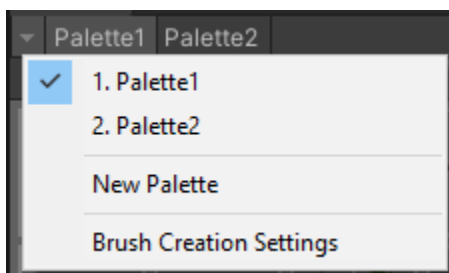 Palette1 Palette2
1. Palette1
2. Palette2
New Palette
Brush Creation Settings